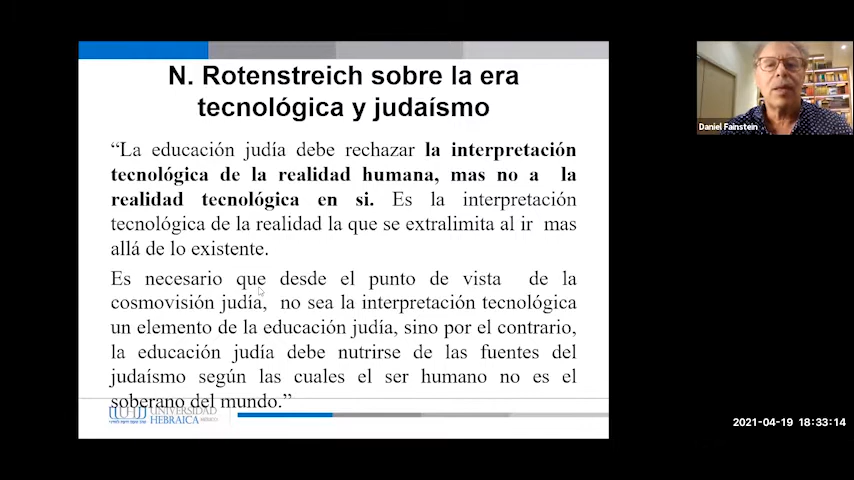 N. Rotenstreich sobre la era
tecnológica y judaísmo
“La educación judía debe rechazar la interpretación
tecnológica de la realidad humana, mas no a la
realidad tecnológica en si. Es la interpretación
tecnológica de la realidad la que se extralimita al ir mas
allá de lo existente.
Es necesario que desde el punto de vista de la
cosmovisión judía, no sea la interpretación tecnológica
un elemento de la educación judía, sino por el contrario,
la educación judía debe nutrirse de las fuentes del
judaísmo según las cuales el ser humano no es el
soberano del mundo.”
UNIVERSIDAD
HEBRAICA
Daniel Fainstein
2021-04-19 18:33:14